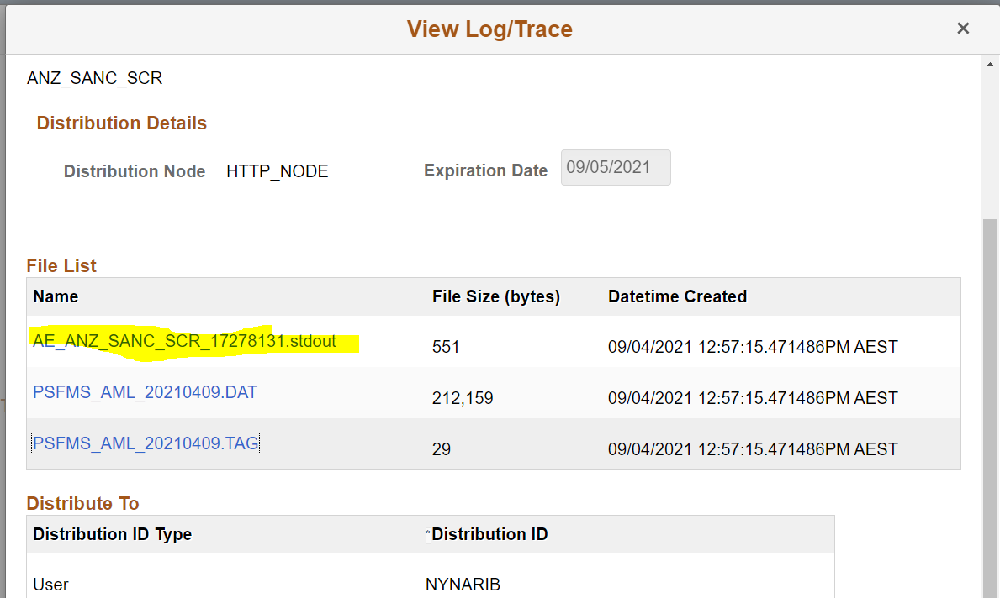 View Log/Trace ×
ANZ_SANC_SCR
Distribution Details
Distribution Node HTTP_NODE Expiration Date 09/05/2021
File List
Name File Size (bytes) Datetime Created
AE_ANZ_SANC_SCR_17278131.stdout 551 09/04/2021 12:57:15.471486PM AEST
PSFMS_AML_20210409.DAT 212,159 09/04/2021 12:57:15.471486PM AEST
PSFMS_AML_20210409.TAG 29 09/04/2021 12:57:15.471486PM AEST
Distribute To
Distribution ID Type *Distribution ID
User NYNARIB